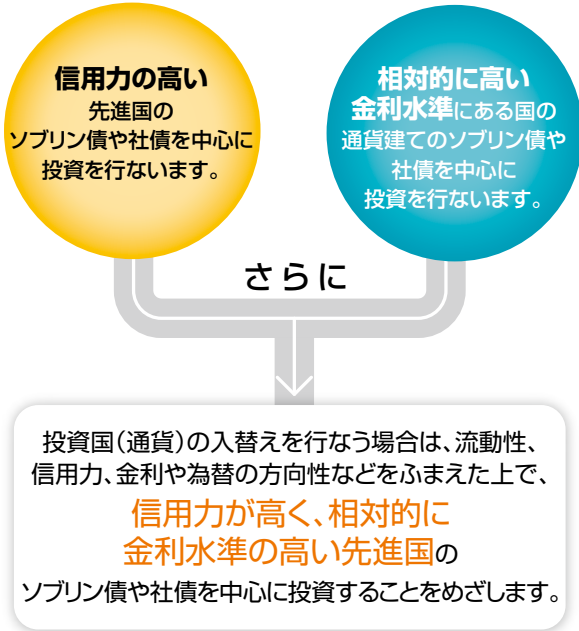 信用力の高い
先進国の
ソブリン債や社債を中心に
投資を行ないます。
相対的に高い
金利水準にある国の
通貨建てのソブリン債や
社債を中心に
投資を行ないます。
さらに
投資国（通貨）の入替えを行なう場合は、流動性、
信用力、金利や為替の方向性などをふまえた上で、
信用力が高く、相対的に
金利水準の高い先進国の
ソブリン債や社債を中心に投資することをめざします。